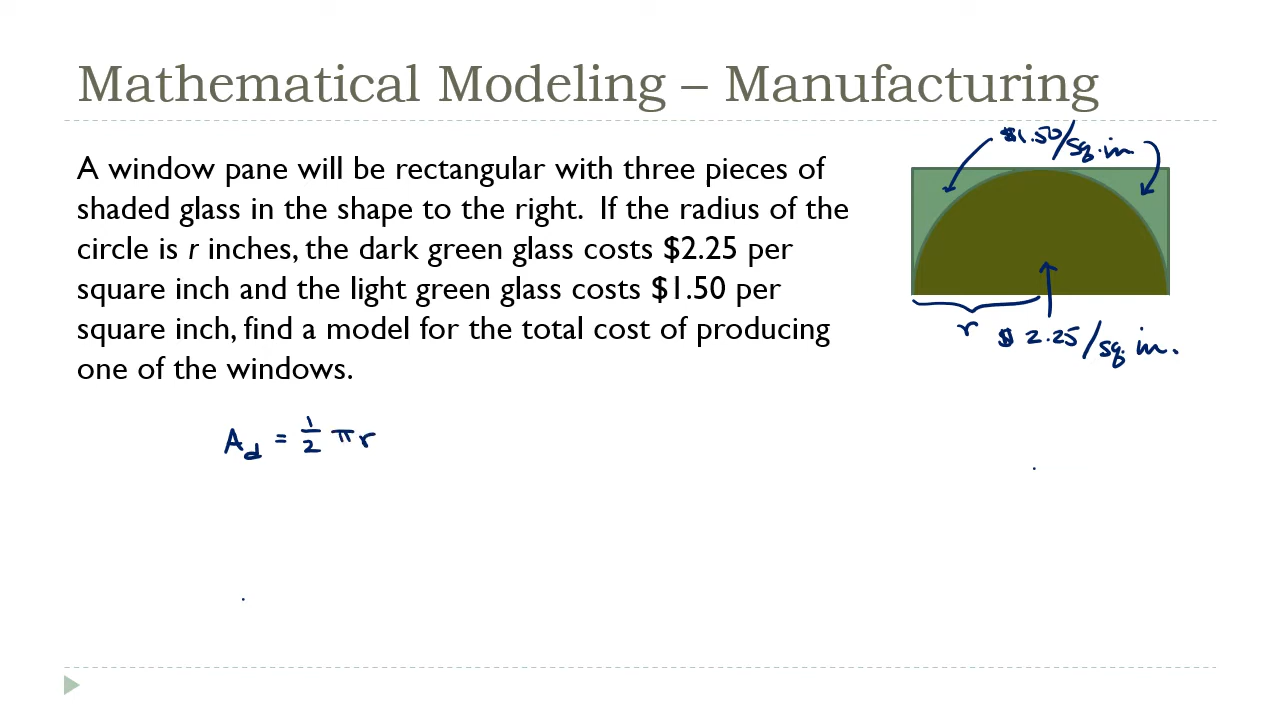 Mathematical Modeling – Manufacturing
$1.50/sq.in
A window pane will be rectangular with three pieces of
shaded glass in the shape to the right.  If the radius of the
circle is r inches, the dark green glass costs $2.25 per
square inch and the light green glass costs $1.50 per
square inch, find a model for the total cost of producing
one of the windows.
r
$2.25/sq. in.
A_d = 1/2 πr